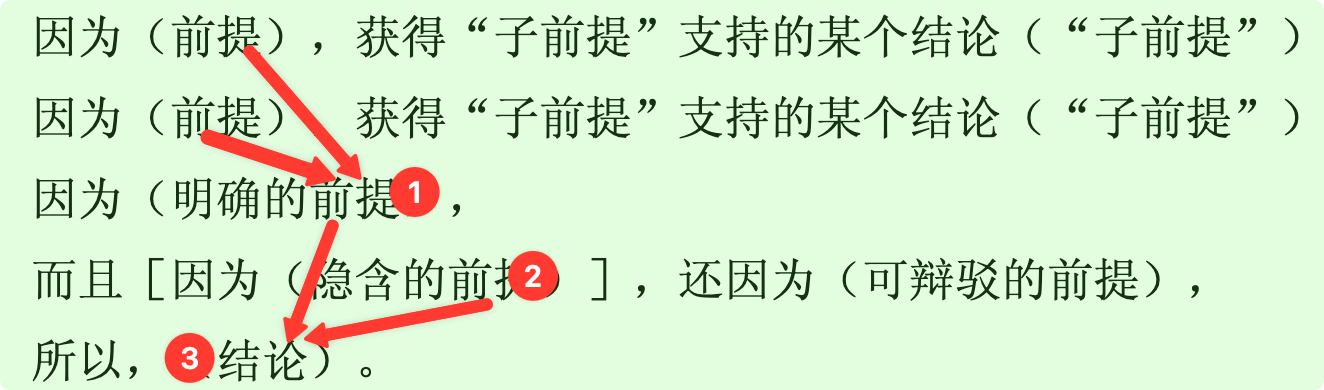 因为（前提），获得“子前提”支持的某个结论（“子前提”）
因为（前提），获得“子前提”支持的某个结论（“子前提”）
因为（明确的前提 1 ，
而且［因为（隐含的前提 2 ）］，还因为（可辩驳的前提），
所以， 3 结论）。